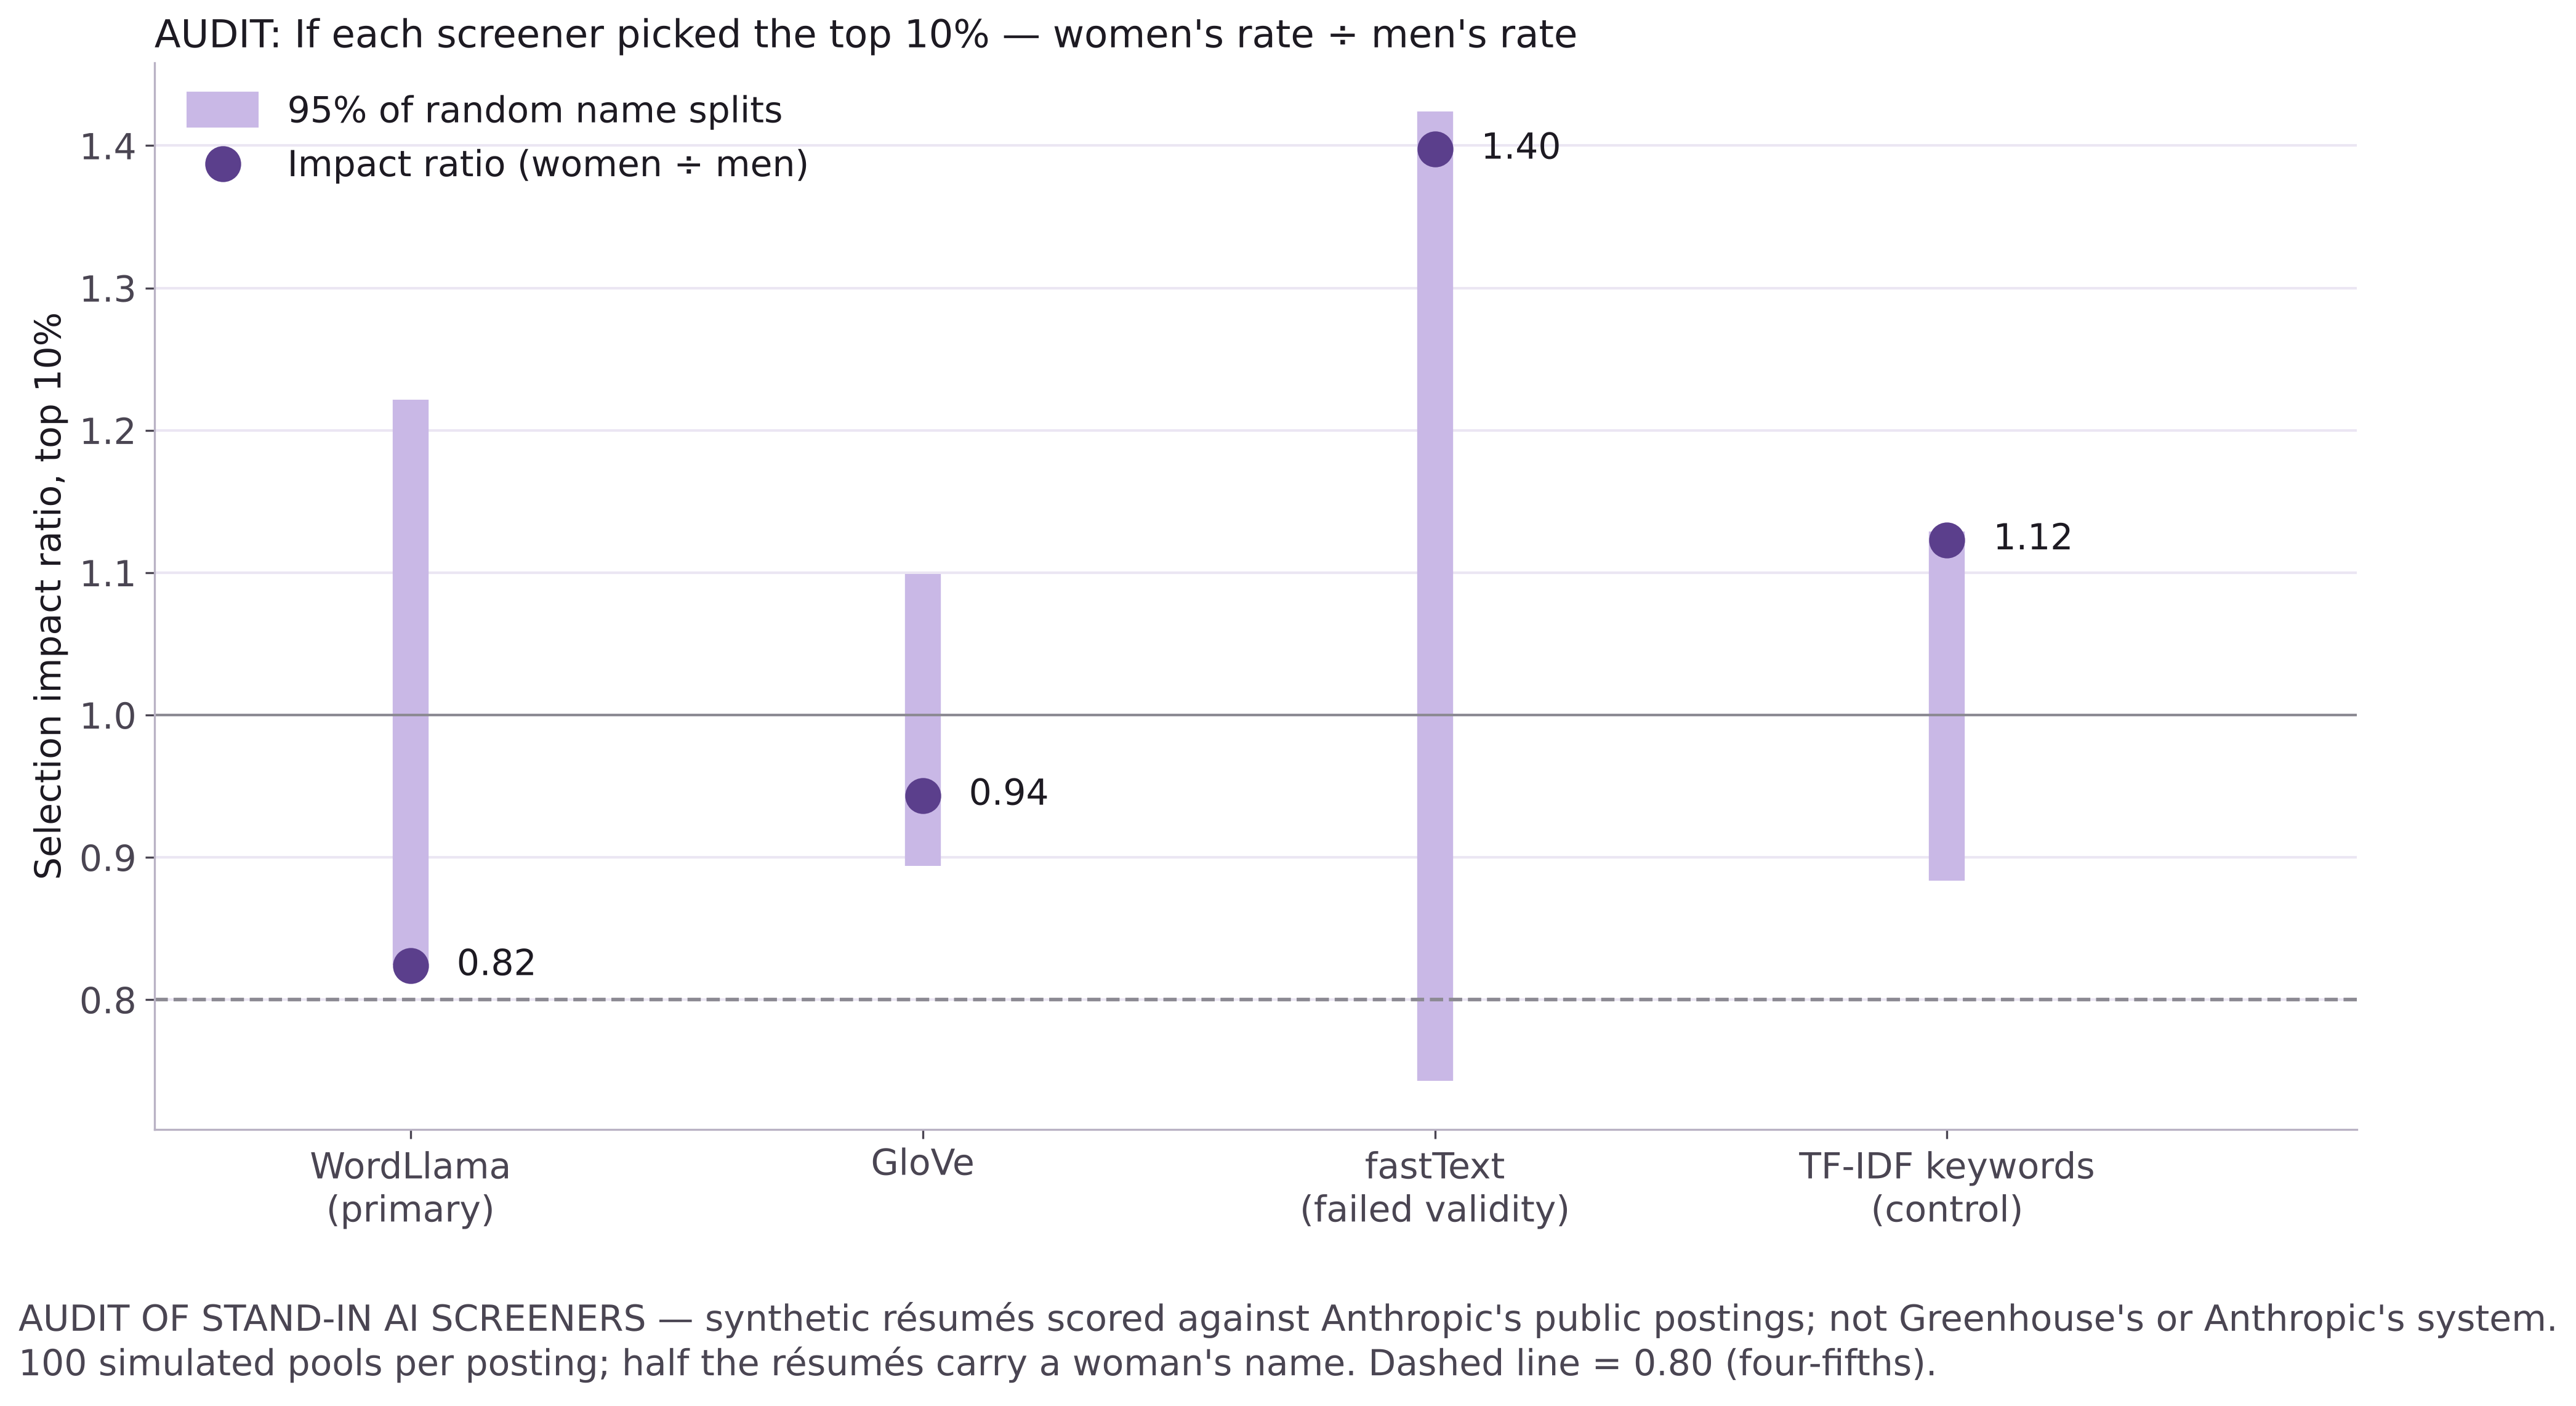 AUDIT: If each screener picked the top 10% — women's rate ÷ men's rate
95% of random name splits
Impact ratio (women ÷ men)
Selection impact ratio, top 10%
1.4
1.3
1.2
1.1
1.0
0.9
0.8
1.40
1.12
0.94
0.82
WordLlama
(primary)
GloVe
fastText
(failed validity)
TF-IDF keywords
(control)
AUDIT OF STAND-IN AI SCREENERS — synthetic résumés scored against Anthropic's public postings; not Greenhouse's or Anthropic's system.
100 simulated pools per posting; half the résumés carry a woman's name. Dashed line = 0.80 (four-fifths).